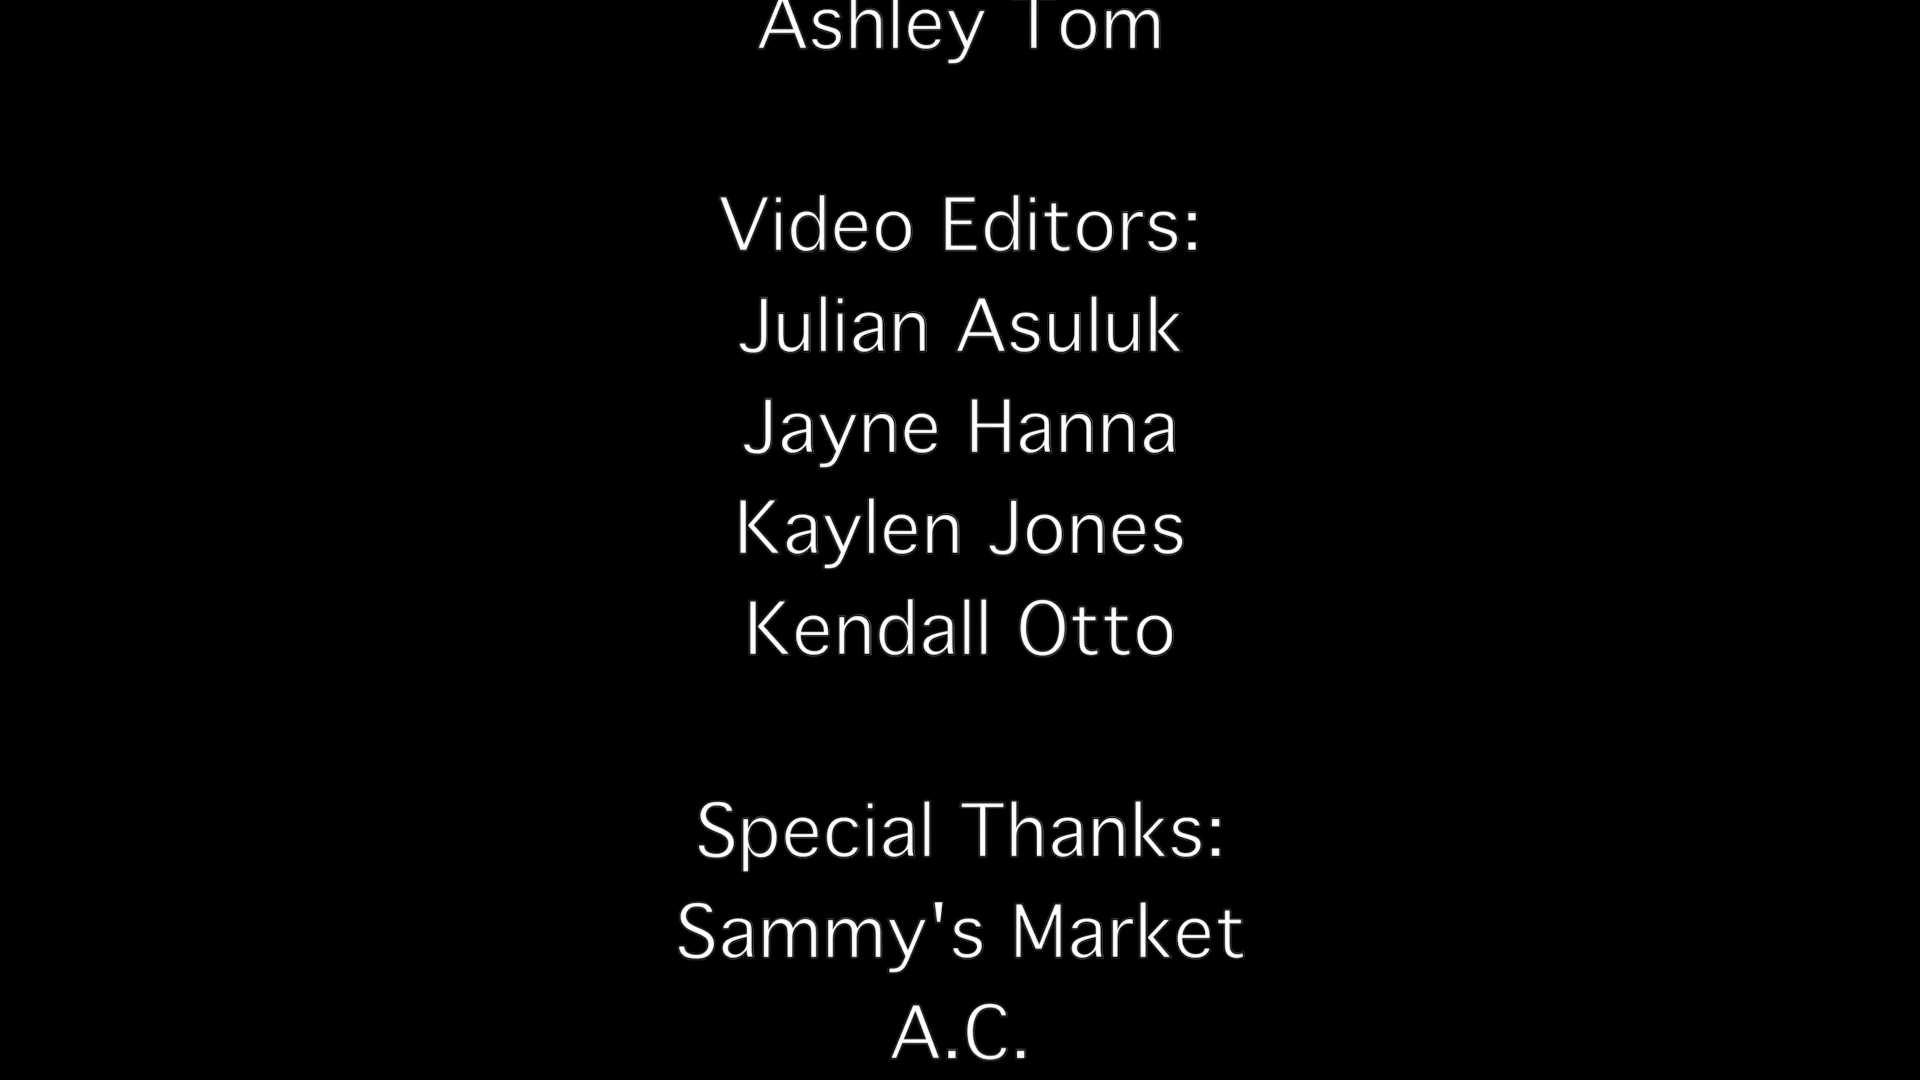 Ashley Tom
Video Editors:
Julian Asuluk
Jayne Hanna
Kaylen Jones
Kendall Otto
Special Thanks:
Sammy's Market
A.C.